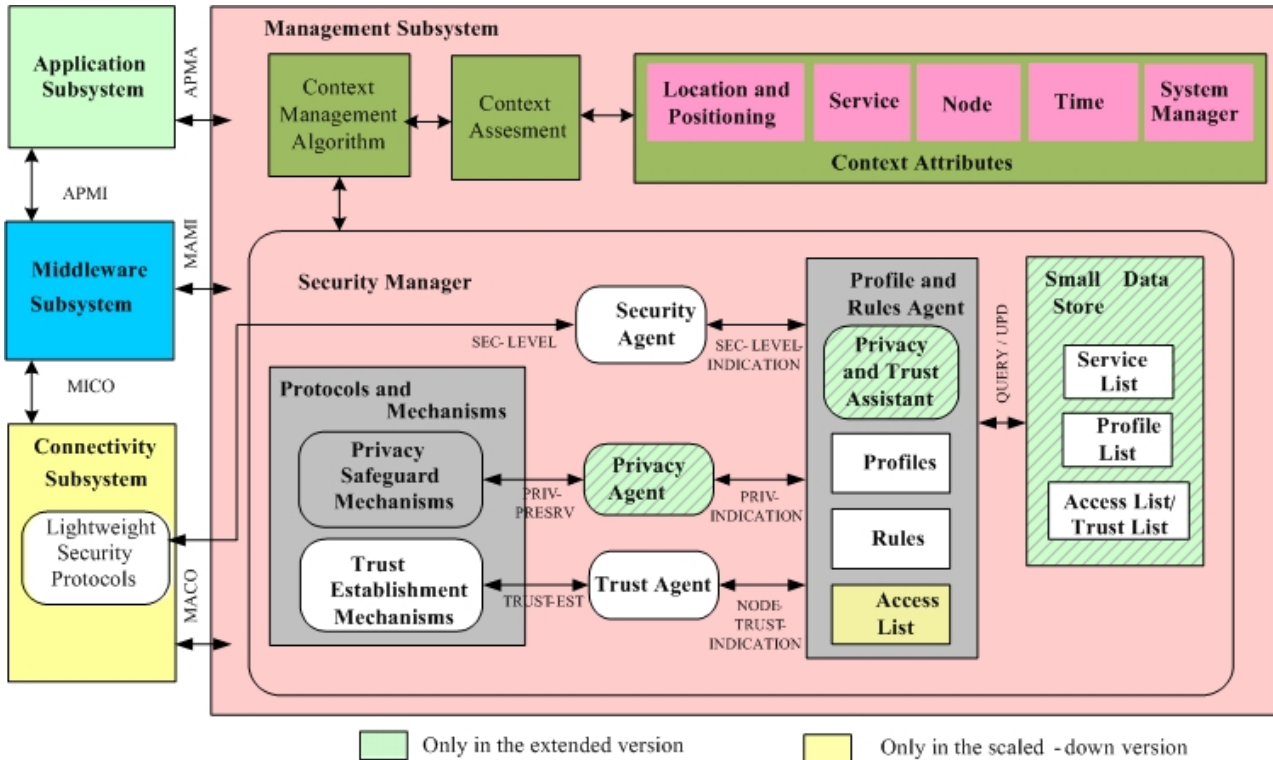 Management Subsystem
Application
Subsystem
APMA
Context
Management
Algorithm
Context
Assesment
Location and
Positioning
Service
Node
Time
System
Manager
Context Attributes
APMI
MAMI
Middleware
Subsystem
MICO
Connectivity
Subsystem
Lightweight
Security
Protocols
MACO
Security Manager
SEC- LEVEL
Security
Agent
SEC- LEVEL-
INDICATION
Protocols and
Mechanisms
Privacy
Safeguard
Mechanisms
PRIV-
PRESRV
Privacy
Agent
PRIV-
INDICATION
Trust
Establishment
Mechanisms
TRUST-EST
Trust Agent
NODE-
TRUST-
INDICATION
Profile and
Rules Agent
Privacy
and Trust
Assistant
Profiles
Rules
Access
List
QUERY / UPD
Small Data
Store
Service
List
Profile
List
Access List/
Trust List
Only in the extended version
Only in the scaled -down version